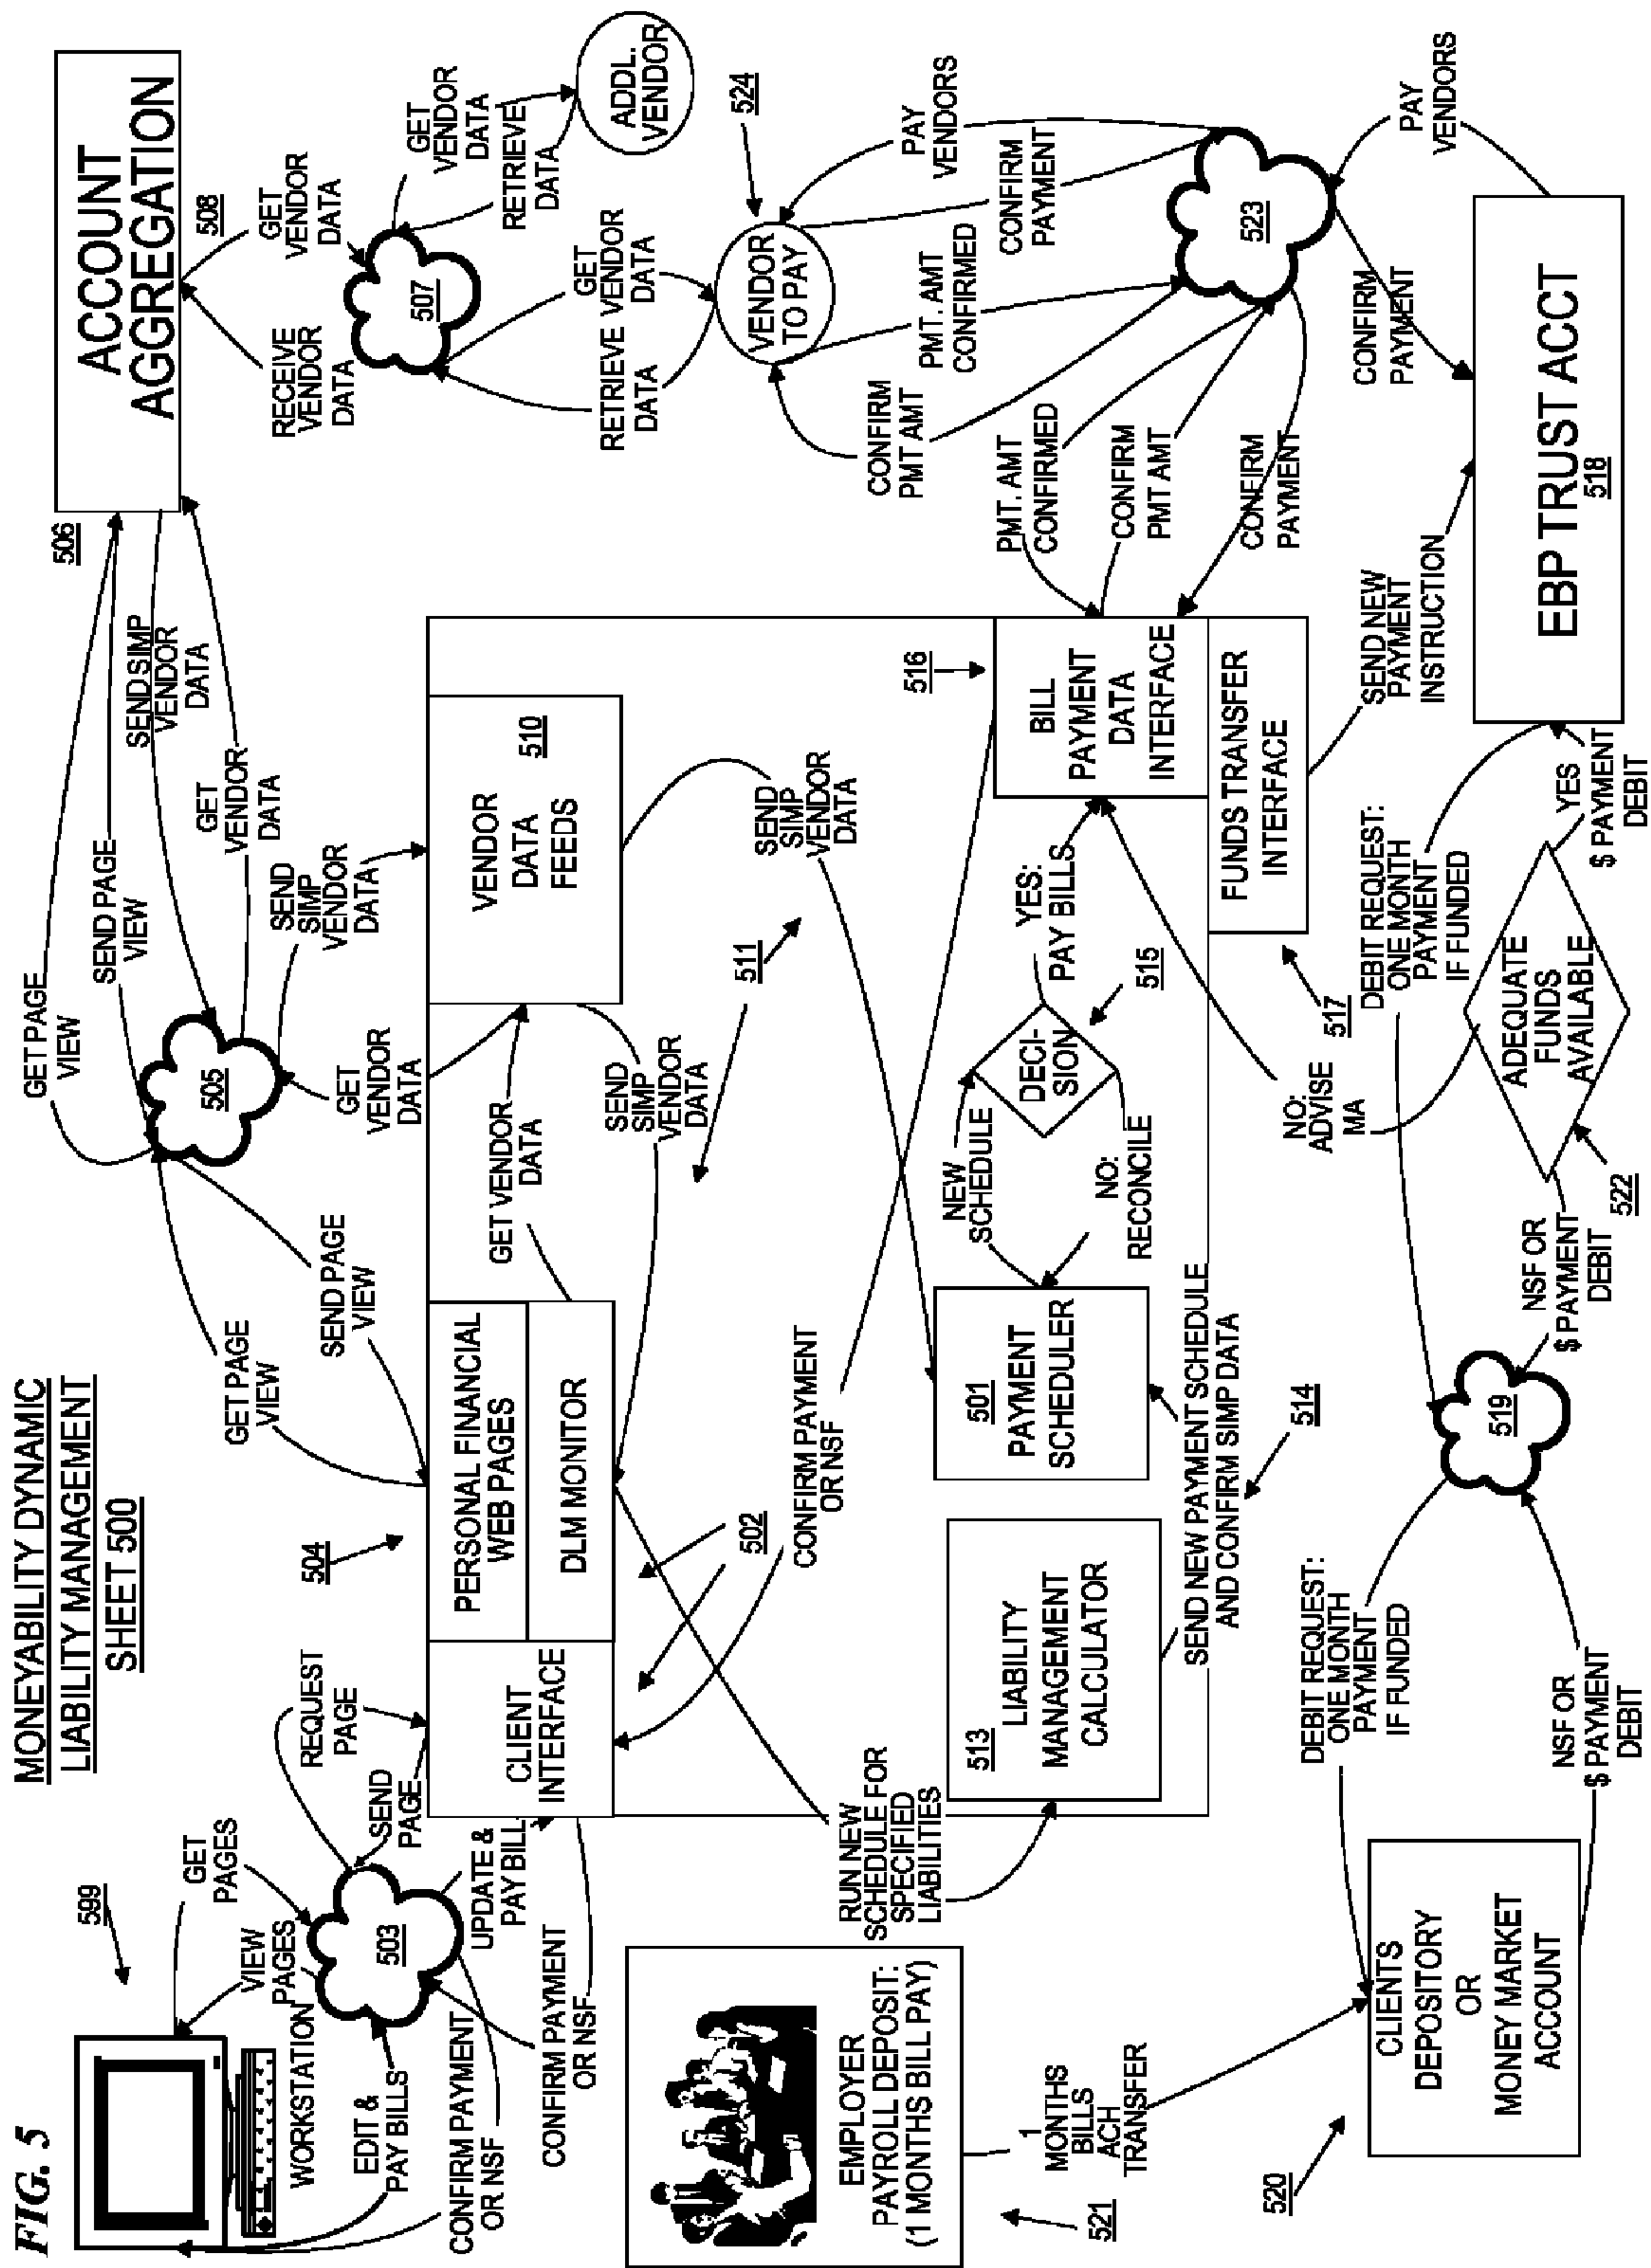 FIG. 5
MONEYABILITY DYNAMIC
LIABILITY MANAGEMENT
SHEET 500
599
WORKSTATION
GET
PAGES
VIEW
PAGES
503
EDIT &
PAY BILLS
CONFIRM PAYMENT
OR NSF
REQUEST
PAGE
SEND
PAGE
UPDATE &
PAY BILL
CONFIRM PAYMENT
OR NSF
GET PAGE
VIEW
SEND PAGE
VIEW
GET PAGE
VIEW
SEND PAGE
VIEW
505
SEND SIMP
VENDOR
DATA
GET
VENDOR
DATA
SEND
SIMP
VENDOR
DATA
GET
VENDOR
DATA
506
ACCOUNT
AGGREGATION
508
RECEIVE
VENDOR
DATA
GET
VENDOR
DATA
507
GET
VENDOR
DATA
RETRIEVE
DATA
ADDL.
VENDOR
GET
VENDOR
DATA
RETRIEVE
DATA
VENDOR
TO PAY
524
504
CLIENT
INTERFACE
PERSONAL FINANCIAL
WEB PAGES
DLM MONITOR
502
GET VENDOR
DATA
SEND
SIMP
VENDOR
DATA
VENDOR
DATA
FEEDS
510
511
SEND
SIMP
VENDOR
DATA
CONFIRM PAYMENT
OR NSF
RUN NEW
SCHEDULE FOR
SPECIFIED
LIABILITIES
513
LIABILITY
MANAGEMENT
CALCULATOR
501
PAYMENT
SCHEDULER
NEW
SCHEDULE
NO:
RECONCILE
DECI-
SION
515
YES:
PAY BILLS
516
BILL
PAYMENT
DATA
INTERFACE
FUNDS TRANSFER
INTERFACE
517
SEND NEW PAYMENT SCHEDULE
AND CONFIRM SIMP DATA
514
CONFIRM
PMT AMT
PMT. AMT
CONFIRMED
CONFIRM
PAYMENT
PAY
VENDORS
PMT. AMT
CONFIRMED
CONFIRM
PMT AMT
CONFIRM
PAYMENT
523
CONFIRM
PAYMENT
PAY
VENDORS
SEND NEW
PAYMENT
INSTRUCTION
EBP TRUST ACCT
518
EMPLOYER
PAYROLL DEPOSIT:
(1 MONTHS BILL PAY)
521
1
MONTHS
BILLS
ACH
TRANSFER
520
CLIENTS
DEPOSITORY
OR
MONEY MARKET
ACCOUNT
DEBIT REQUEST:
ONE MONTH
PAYMENT
IF FUNDED
NSF OR
$ PAYMENT
DEBIT
519
NSF OR
$ PAYMENT
DEBIT
522
NO:
ADVISE
MA
ADEQUATE
FUNDS
AVAILABLE
DEBIT REQUEST:
ONE MONTH
PAYMENT
IF FUNDED
YES
$ PAYMENT
DEBIT